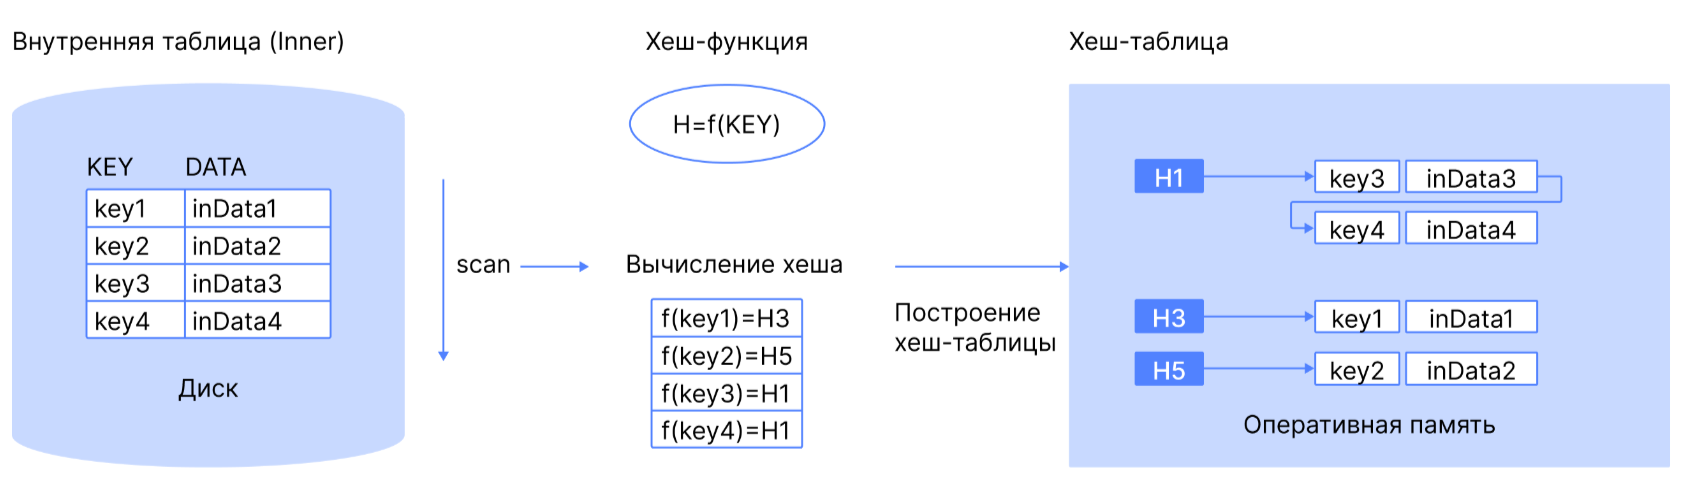 Внутренняя таблица (Inner)
KEY DATA
key1 inData1
key2 inData2
key3 inData3
key4 inData4
Диск
scan
Хеш-функция
H=f(KEY)
Вычисление хеша
f(key1)=H3
f(key2)=H5
f(key3)=H1
f(key4)=H1
Построение
хеш-таблицы
Хеш-таблица
H1 key3 inData3
key4 inData4
H3 key1 inData1
H5 key2 inData2
Оперативная память